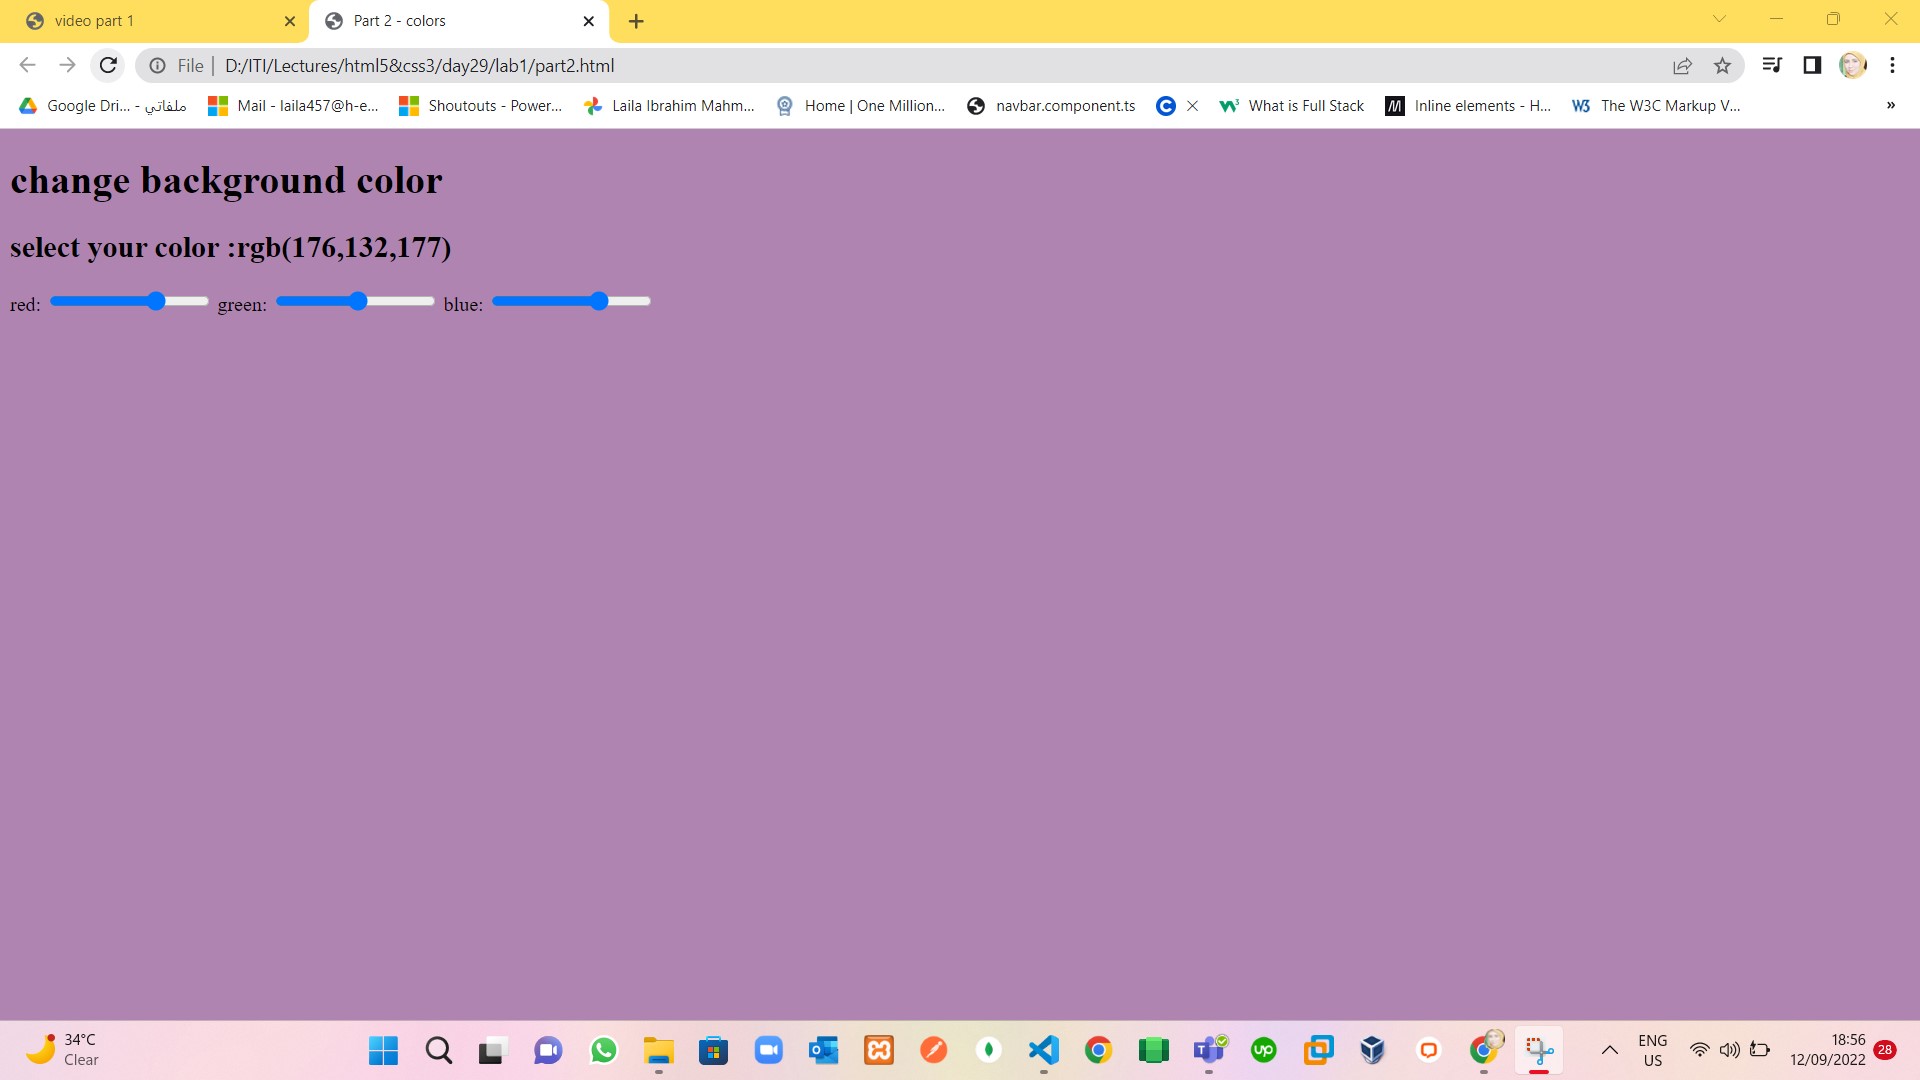 video part 1
Part 2 - colors
File | D:/ITI/Lectures/html5&css3/day29/lab1/part2.html
Google Dri... - ملفاتي
Mail - laila457@h-e...
Shoutouts - Power...
Laila Ibrahim Mahm...
Home | One Million...
navbar.component.ts
What is Full Stack
Inline elements - H...
The W3C Markup V...
»
change background color
select your color :rgb(176,132,177)
red: green: blue:
34°C
Clear
ENG
US
18:56
12/09/2022
28